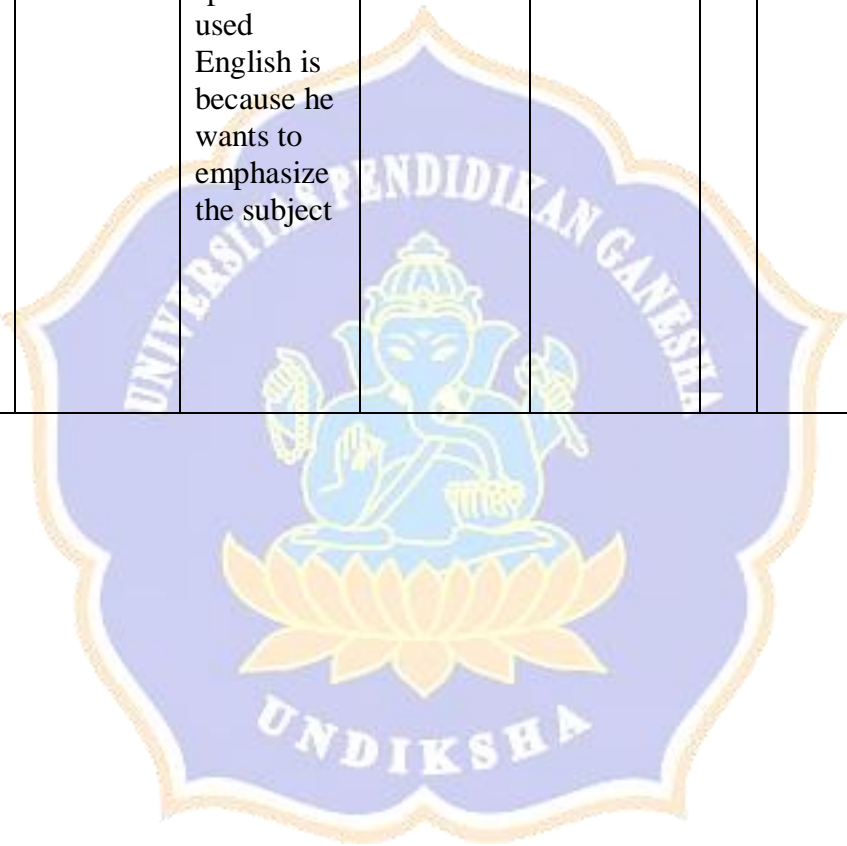 used
English is
because he
wants to
emphasize
the subject
UNIVERSITAS PENDIDIKAN GANESHA
UNDIKSHA